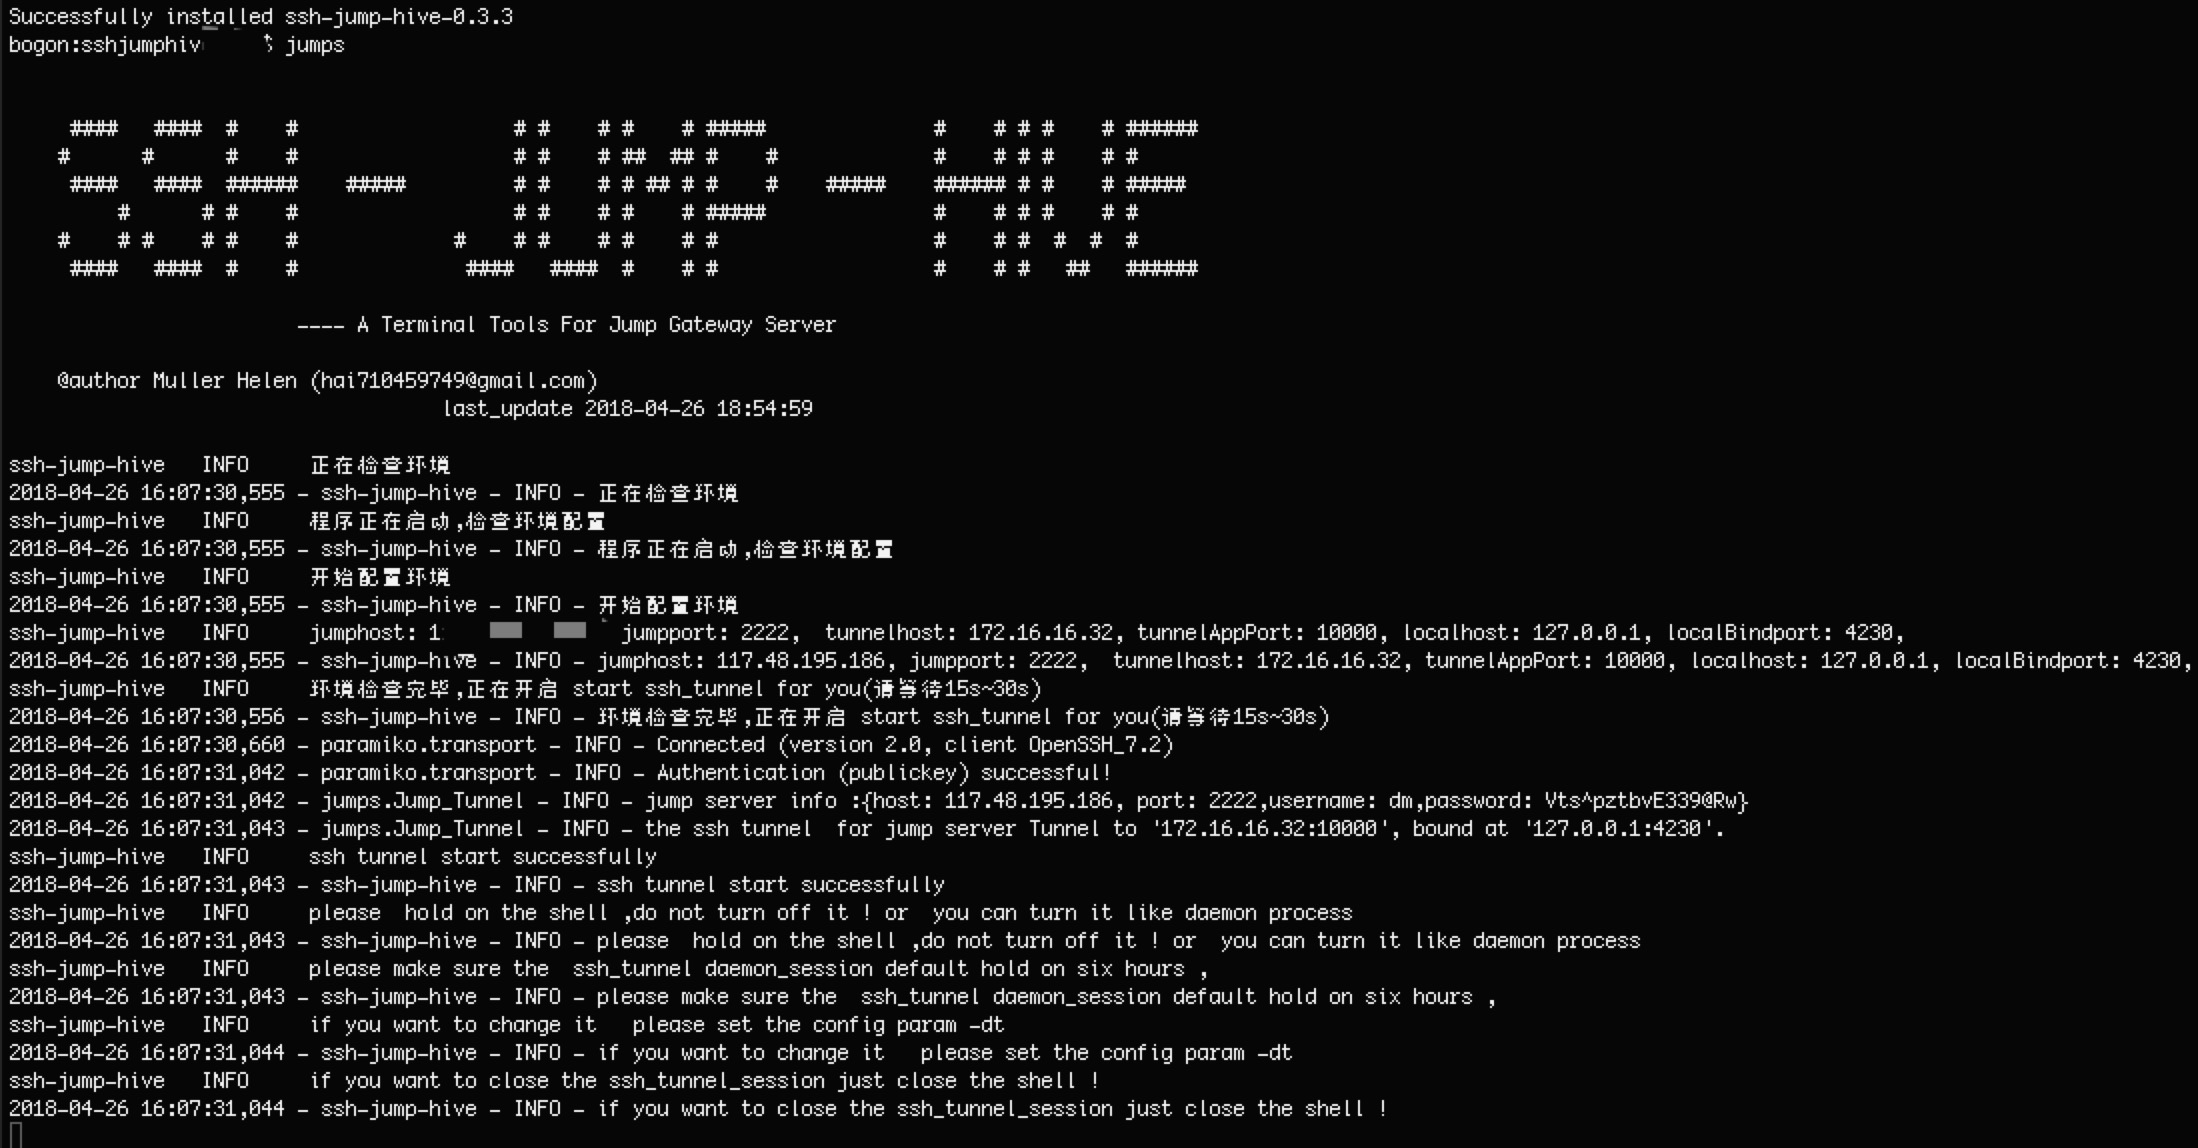 Successfully installed ssh-jump-hive-0.3.3
bogon:sshjumphiv $ jumps
SSH - JUMP - HIVE
---- A Terminal Tools For Jump Gateway Server
@author Muller Helen (hai710459749@gmail.com)
last_update 2018-04-26 18:54:59
ssh-jump-hive INFO 正在检查环境
2018-04-26 16:07:30,555 - ssh-jump-hive - INFO - 正在检查环境
ssh-jump-hive INFO 程序正在启动,检查环境配置
2018-04-26 16:07:30,555 - ssh-jump-hive - INFO - 程序正在启动,检查环境配置
ssh-jump-hive INFO 开始配置环境
2018-04-26 16:07:30,555 - ssh-jump-hive - INFO - 开始配置环境
ssh-jump-hive INFO jumphost: 1 jumpport: 2222, tunnelhost: 172.16.16.32, tunnelAppPort: 10000, localhost: 127.0.0.1, localBindport: 4230,
2018-04-26 16:07:30,555 - ssh-jump-hive - INFO - jumphost: 117.48.195.186, jumpport: 2222, tunnelhost: 172.16.16.32, tunnelAppPort: 10000, localhost: 127.0.0.1, localBindport: 4230,
ssh-jump-hive INFO 环境检查完毕,正在开启 start ssh_tunnel for you(请等待15s~30s)
2018-04-26 16:07:30,556 - ssh-jump-hive - INFO - 环境检查完毕,正在开启 start ssh_tunnel for you(请等待15s~30s)
2018-04-26 16:07:30,660 - paramiko.transport - INFO - Connected (version 2.0, client OpenSSH_7.2)
2018-04-26 16:07:31,042 - paramiko.transport - INFO - Authentication (publickey) successful!
2018-04-26 16:07:31,042 - jumps.Jump_Tunnel - INFO - jump server info :{host: 117.48.195.186, port: 2222,username: dm,password: Vts^pztbvE339@Rw}
2018-04-26 16:07:31,043 - jumps.Jump_Tunnel - INFO - the ssh tunnel for jump server Tunnel to '172.16.16.32:10000', bound at '127.0.0.1:4230'.
ssh-jump-hive INFO ssh tunnel start successfully
2018-04-26 16:07:31,043 - ssh-jump-hive - INFO - ssh tunnel start successfully
ssh-jump-hive INFO please hold on the shell ,do not turn off it ! or you can turn it like daemon process
2018-04-26 16:07:31,043 - ssh-jump-hive - INFO - please hold on the shell ,do not turn off it ! or you can turn it like daemon process
ssh-jump-hive INFO please make sure the ssh_tunnel daemon_session default hold on six hours ,
2018-04-26 16:07:31,043 - ssh-jump-hive - INFO - please make sure the ssh_tunnel daemon_session default hold on six hours ,
ssh-jump-hive INFO if you want to change it please set the config param -dt
2018-04-26 16:07:31,044 - ssh-jump-hive - INFO - if you want to change it please set the config param -dt
ssh-jump-hive INFO if you want to close the ssh_tunnel_session just close the shell !
2018-04-26 16:07:31,044 - ssh-jump-hive - INFO - if you want to close the ssh_tunnel_session just close the shell !